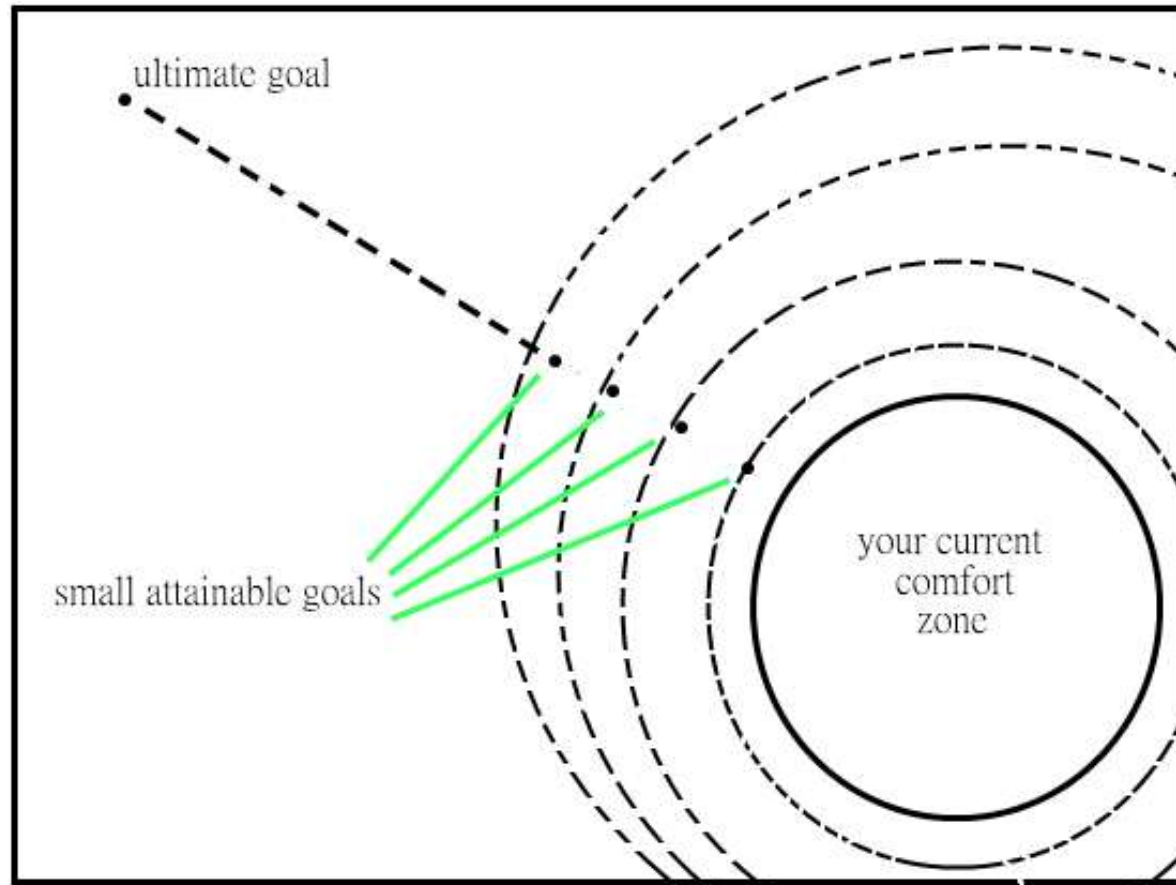 ultimate goal
small attainable goals
your current
comfort
zone